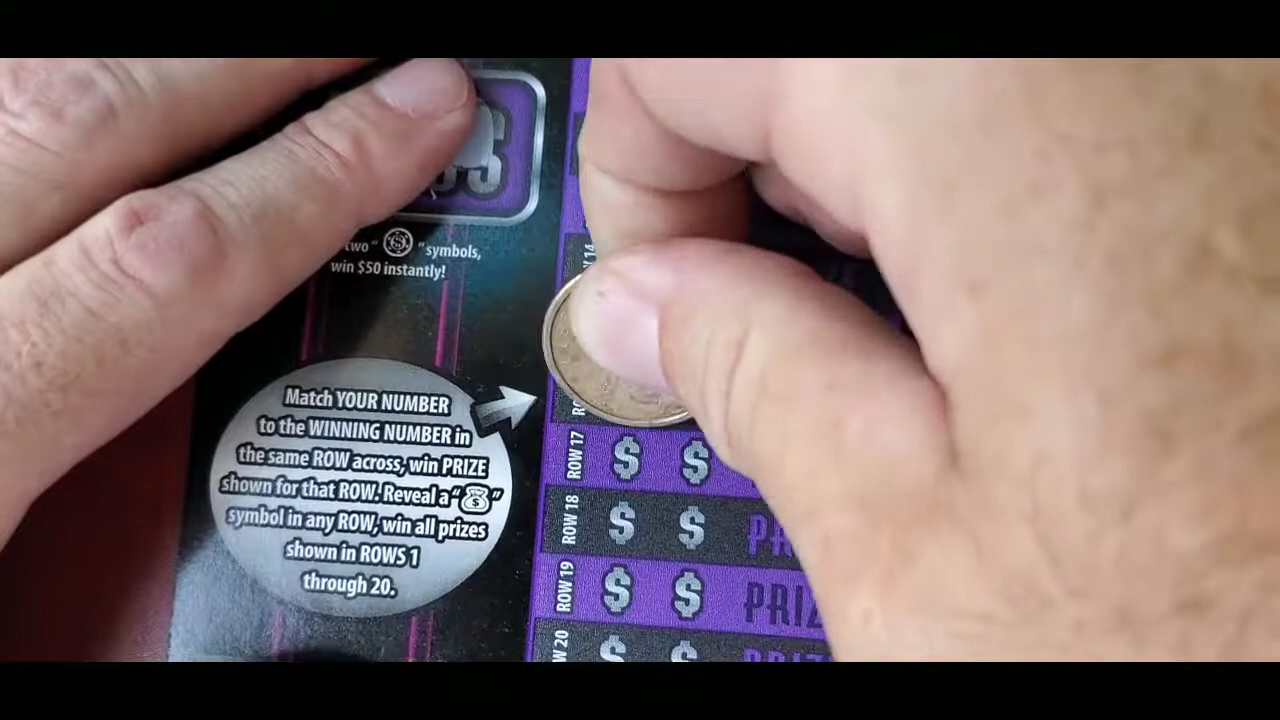 two " " symbols,
win $50 instantly!
Match YOUR NUMBER
to the WINNING NUMBER in
the same ROW across, win PRIZE
shown for that ROW. Reveal a " $ "
symbol in any ROW, win all prizes
shown in ROWS 1
through 20.
ROW 17 $ $
ROW 18 $ $
ROW 19 $ $
20 $ $